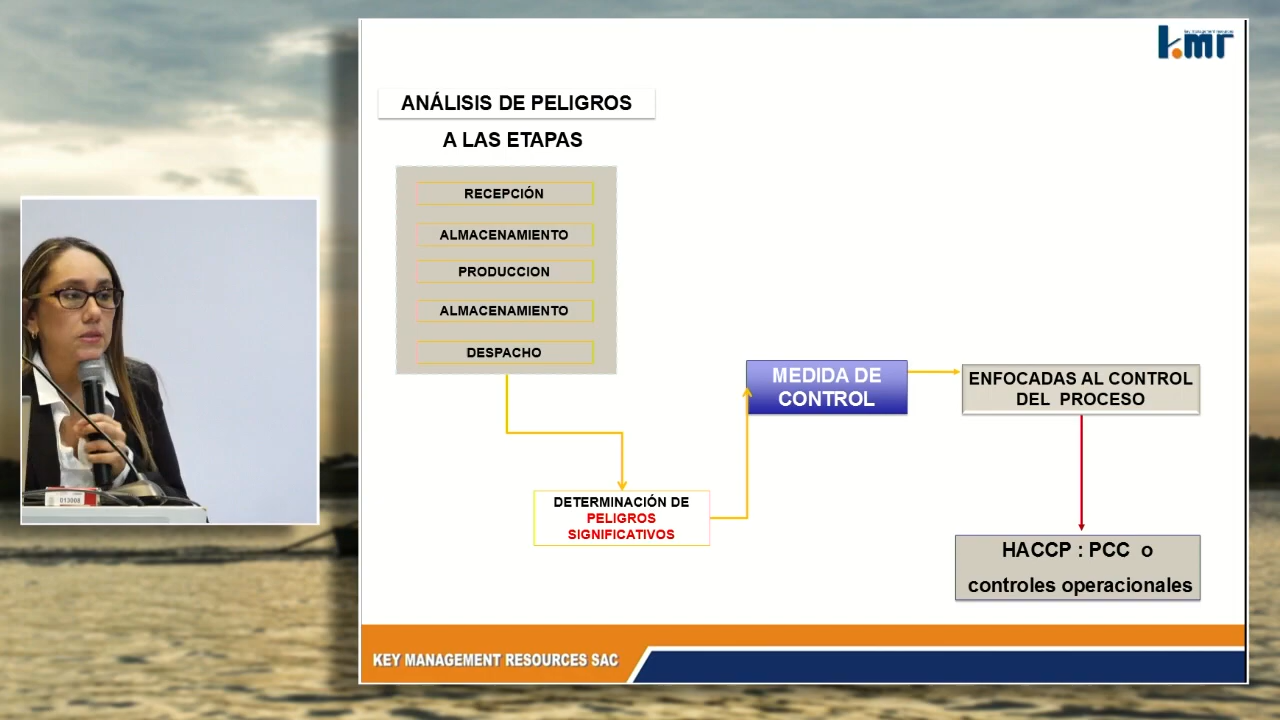 kmr
ANÁLISIS DE PELIGROS
A LAS ETAPAS
RECEPCIÓN
ALMACENAMIENTO
PRODUCCION
ALMACENAMIENTO
DESPACHO
MEDIDA DE
CONTROL
ENFOCADAS AL CONTROL
DEL PROCESO
DETERMINACIÓN DE
PELIGROS
SIGNIFICATIVOS
HACCP : PCC o
controles operacionales
KEY MANAGEMENT RESOURCES SAC